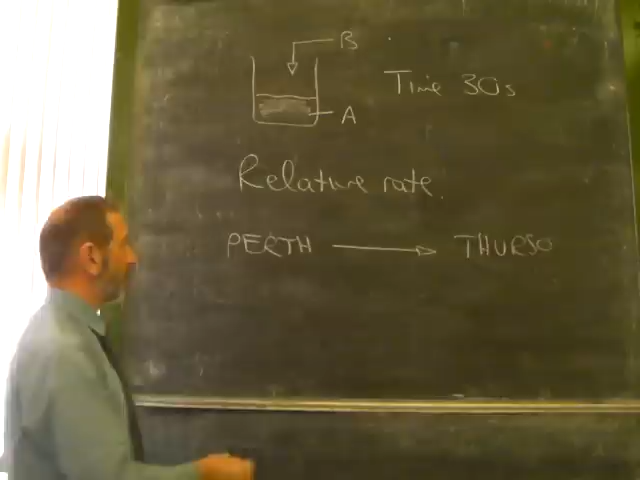 B
Time 30s
A
Relative rate.
PERTH → THURSO